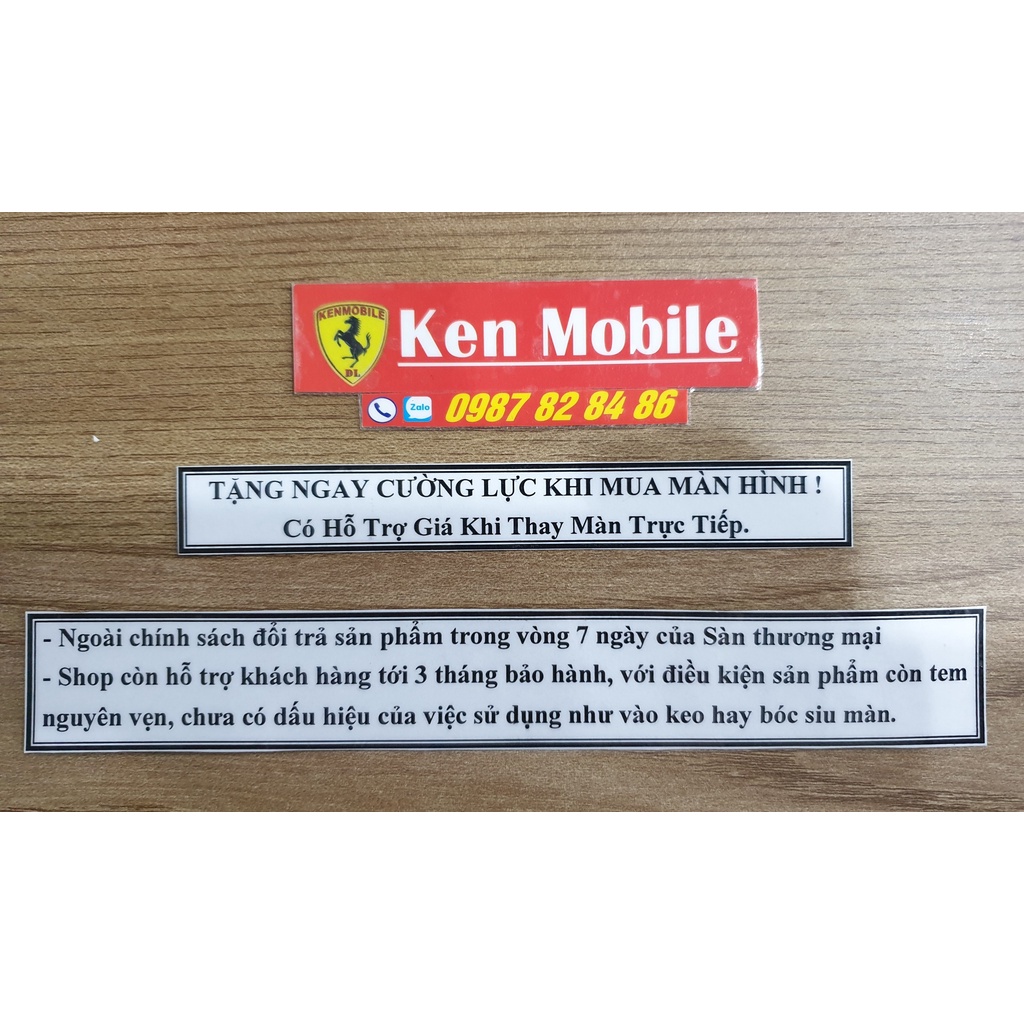 KENMOBILE
DL
Ken Mobile
Zalo
0987 82 84 86
TẶNG NGAY CƯỜNG LỰC KHI MUA MÀN HÌNH !
Có Hỗ Trợ Giá Khi Thay Màn Trực Tiếp.
- Ngoài chính sách đổi trả sản phẩm trong vòng 7 ngày của Sàn thương mại
- Shop còn hỗ trợ khách hàng tới 3 tháng bảo hành, với điều kiện sản phẩm còn tem
nguyên vẹn, chưa có dấu hiệu của việc sử dụng như vào keo hay bóc siu màn.